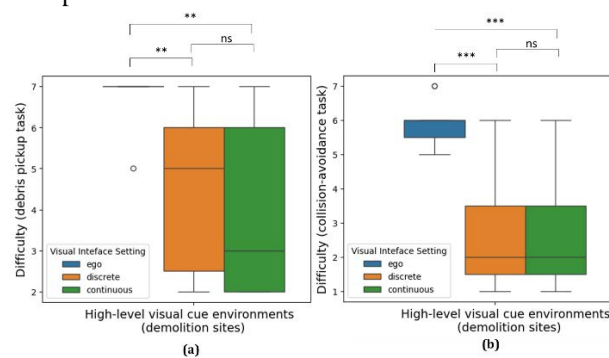 **
**
ns
7
6
5
4
3
2
Difficulty (debris pickup task)
Visual Inteface Setting
ego
discrete
continuous
High-level visual cue environments
(demolition sites)
(a)
***
***
ns
7
6
5
4
3
2
1
Difficulty (collision-avoidance task)
Visual Inteface Setting
ego
discrete
continuous
High-level visual cue environments
(demolition sites)
(b)